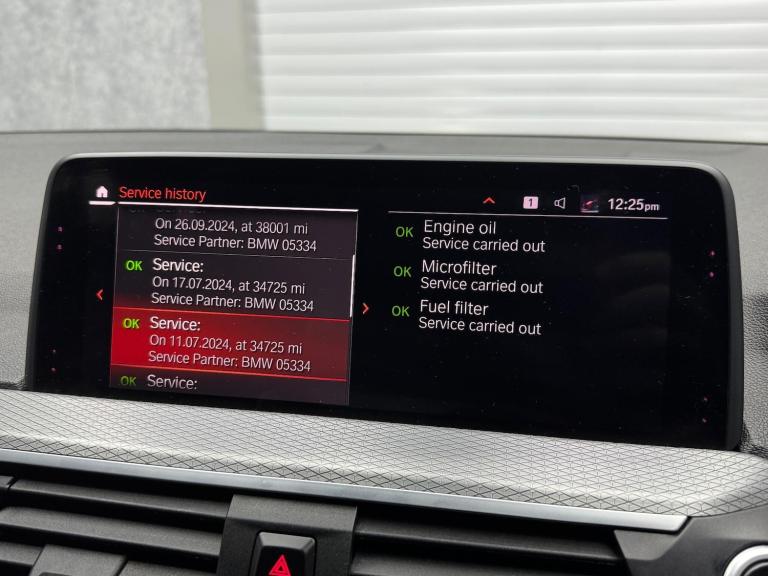 Service history
1
12:25pm
On 26.09.2024, at 38001 mi
Service Partner: BMW 05334
OK Service:
On 17.07.2024, at 34725 mi
Service Partner: BMW 05334
OK Service:
On 11.07.2024, at 34725 mi
Service Partner: BMW 05334
OK Service:
OK Engine oil
Service carried out
OK Microfilter
Service carried out
OK Fuel filter
Service carried out